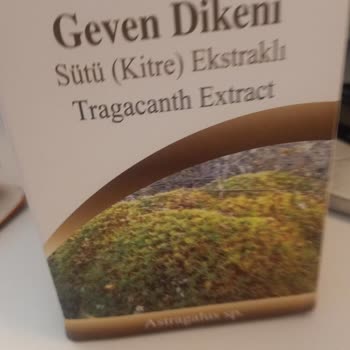 Geven Dikeni
Sütü (Kitre) Ekstraklı
Tragacanth Extract
Astragalus sp.